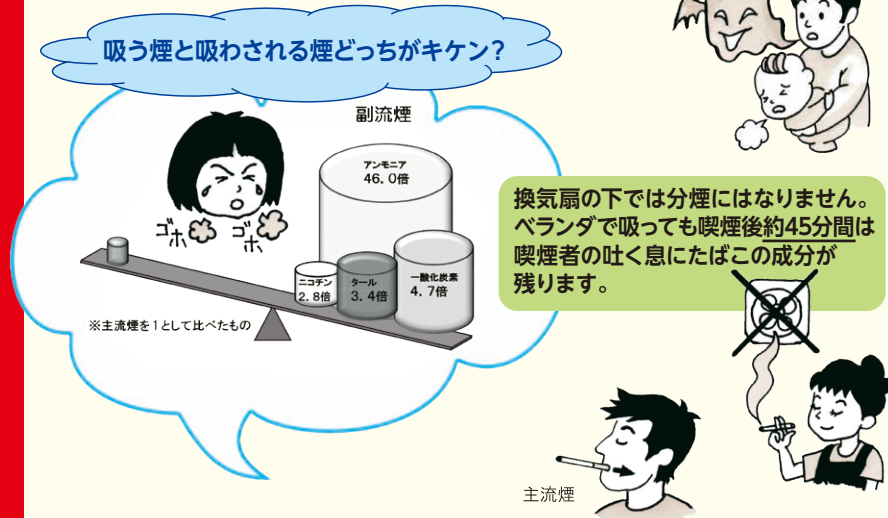 吸う煙と吸わされる煙どっちがキケン？
副流煙
アンモニア
46.0倍
ゴホ、
ゴホ、
ニコチン
2.8倍
タール
3.4倍
一酸化炭素
4.7倍
※主流煙を1として比べたもの
換気扇の下では分煙にはなりません。
ベランダで吸っても喫煙後約45分間は
喫煙者の吐く息にたばこの成分が
残ります。
主流煙